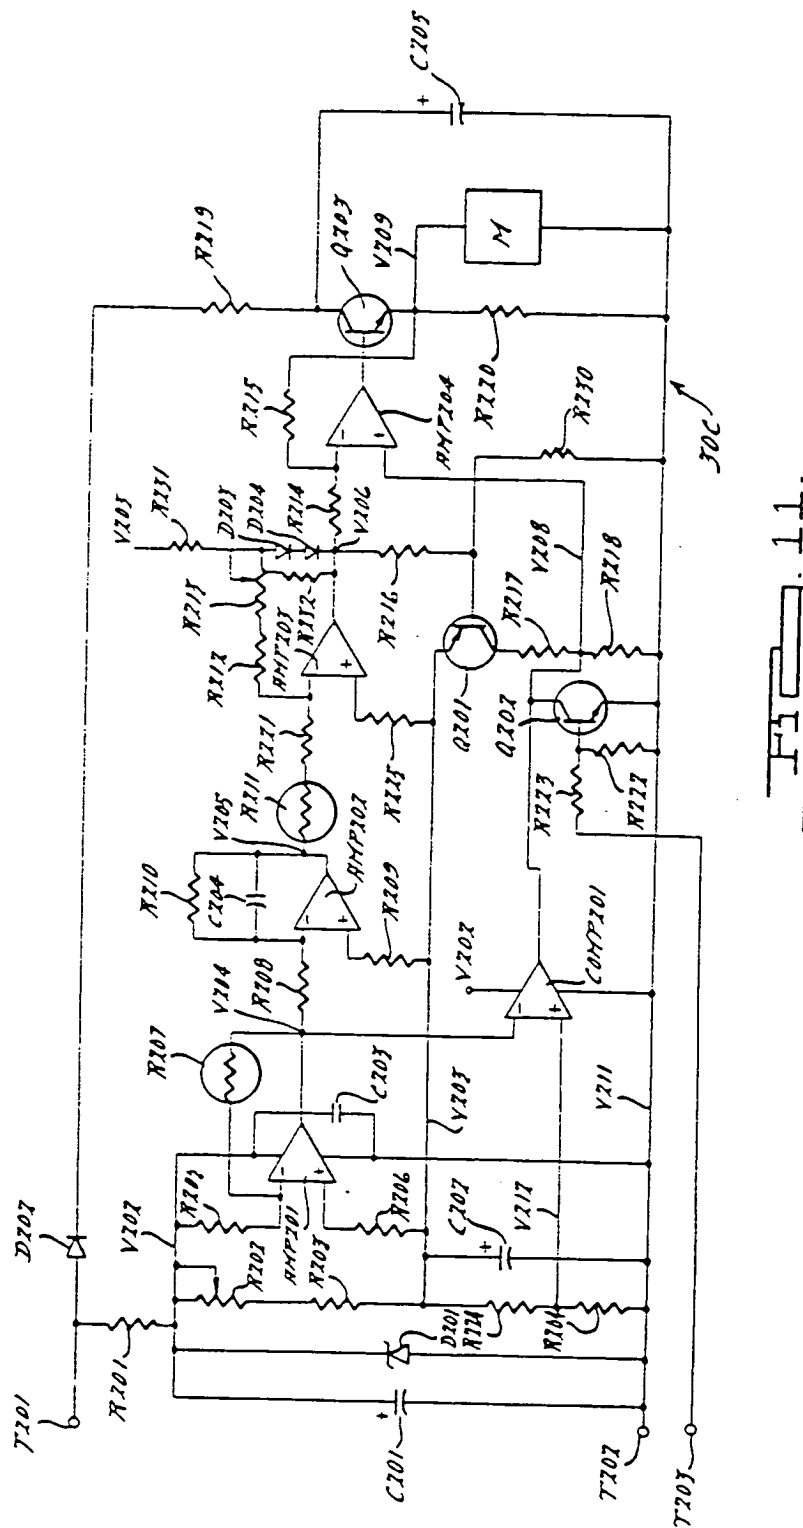 T201
D202
R219
C205
+
R201
V202
R205
R207
R210
C204
V204
R208
V205
R211
R221
R212
R213
V203
R231
D203
D204
R214
R215
Q203
V209
M
R202
AMP201
-
+
R203
R206
C203
-
+
AMP202
R209
AMP203
R232
-
+
V206
R225
R216
-
+
AMP204
R220
R230
30C
Q201
V208
R217
R218
Q202
R223
R222
V203
V202
-
+
COMP201
C202
+
V212
V211
D201
R224
R204
C201
+
T202
T203
Fig. 11.